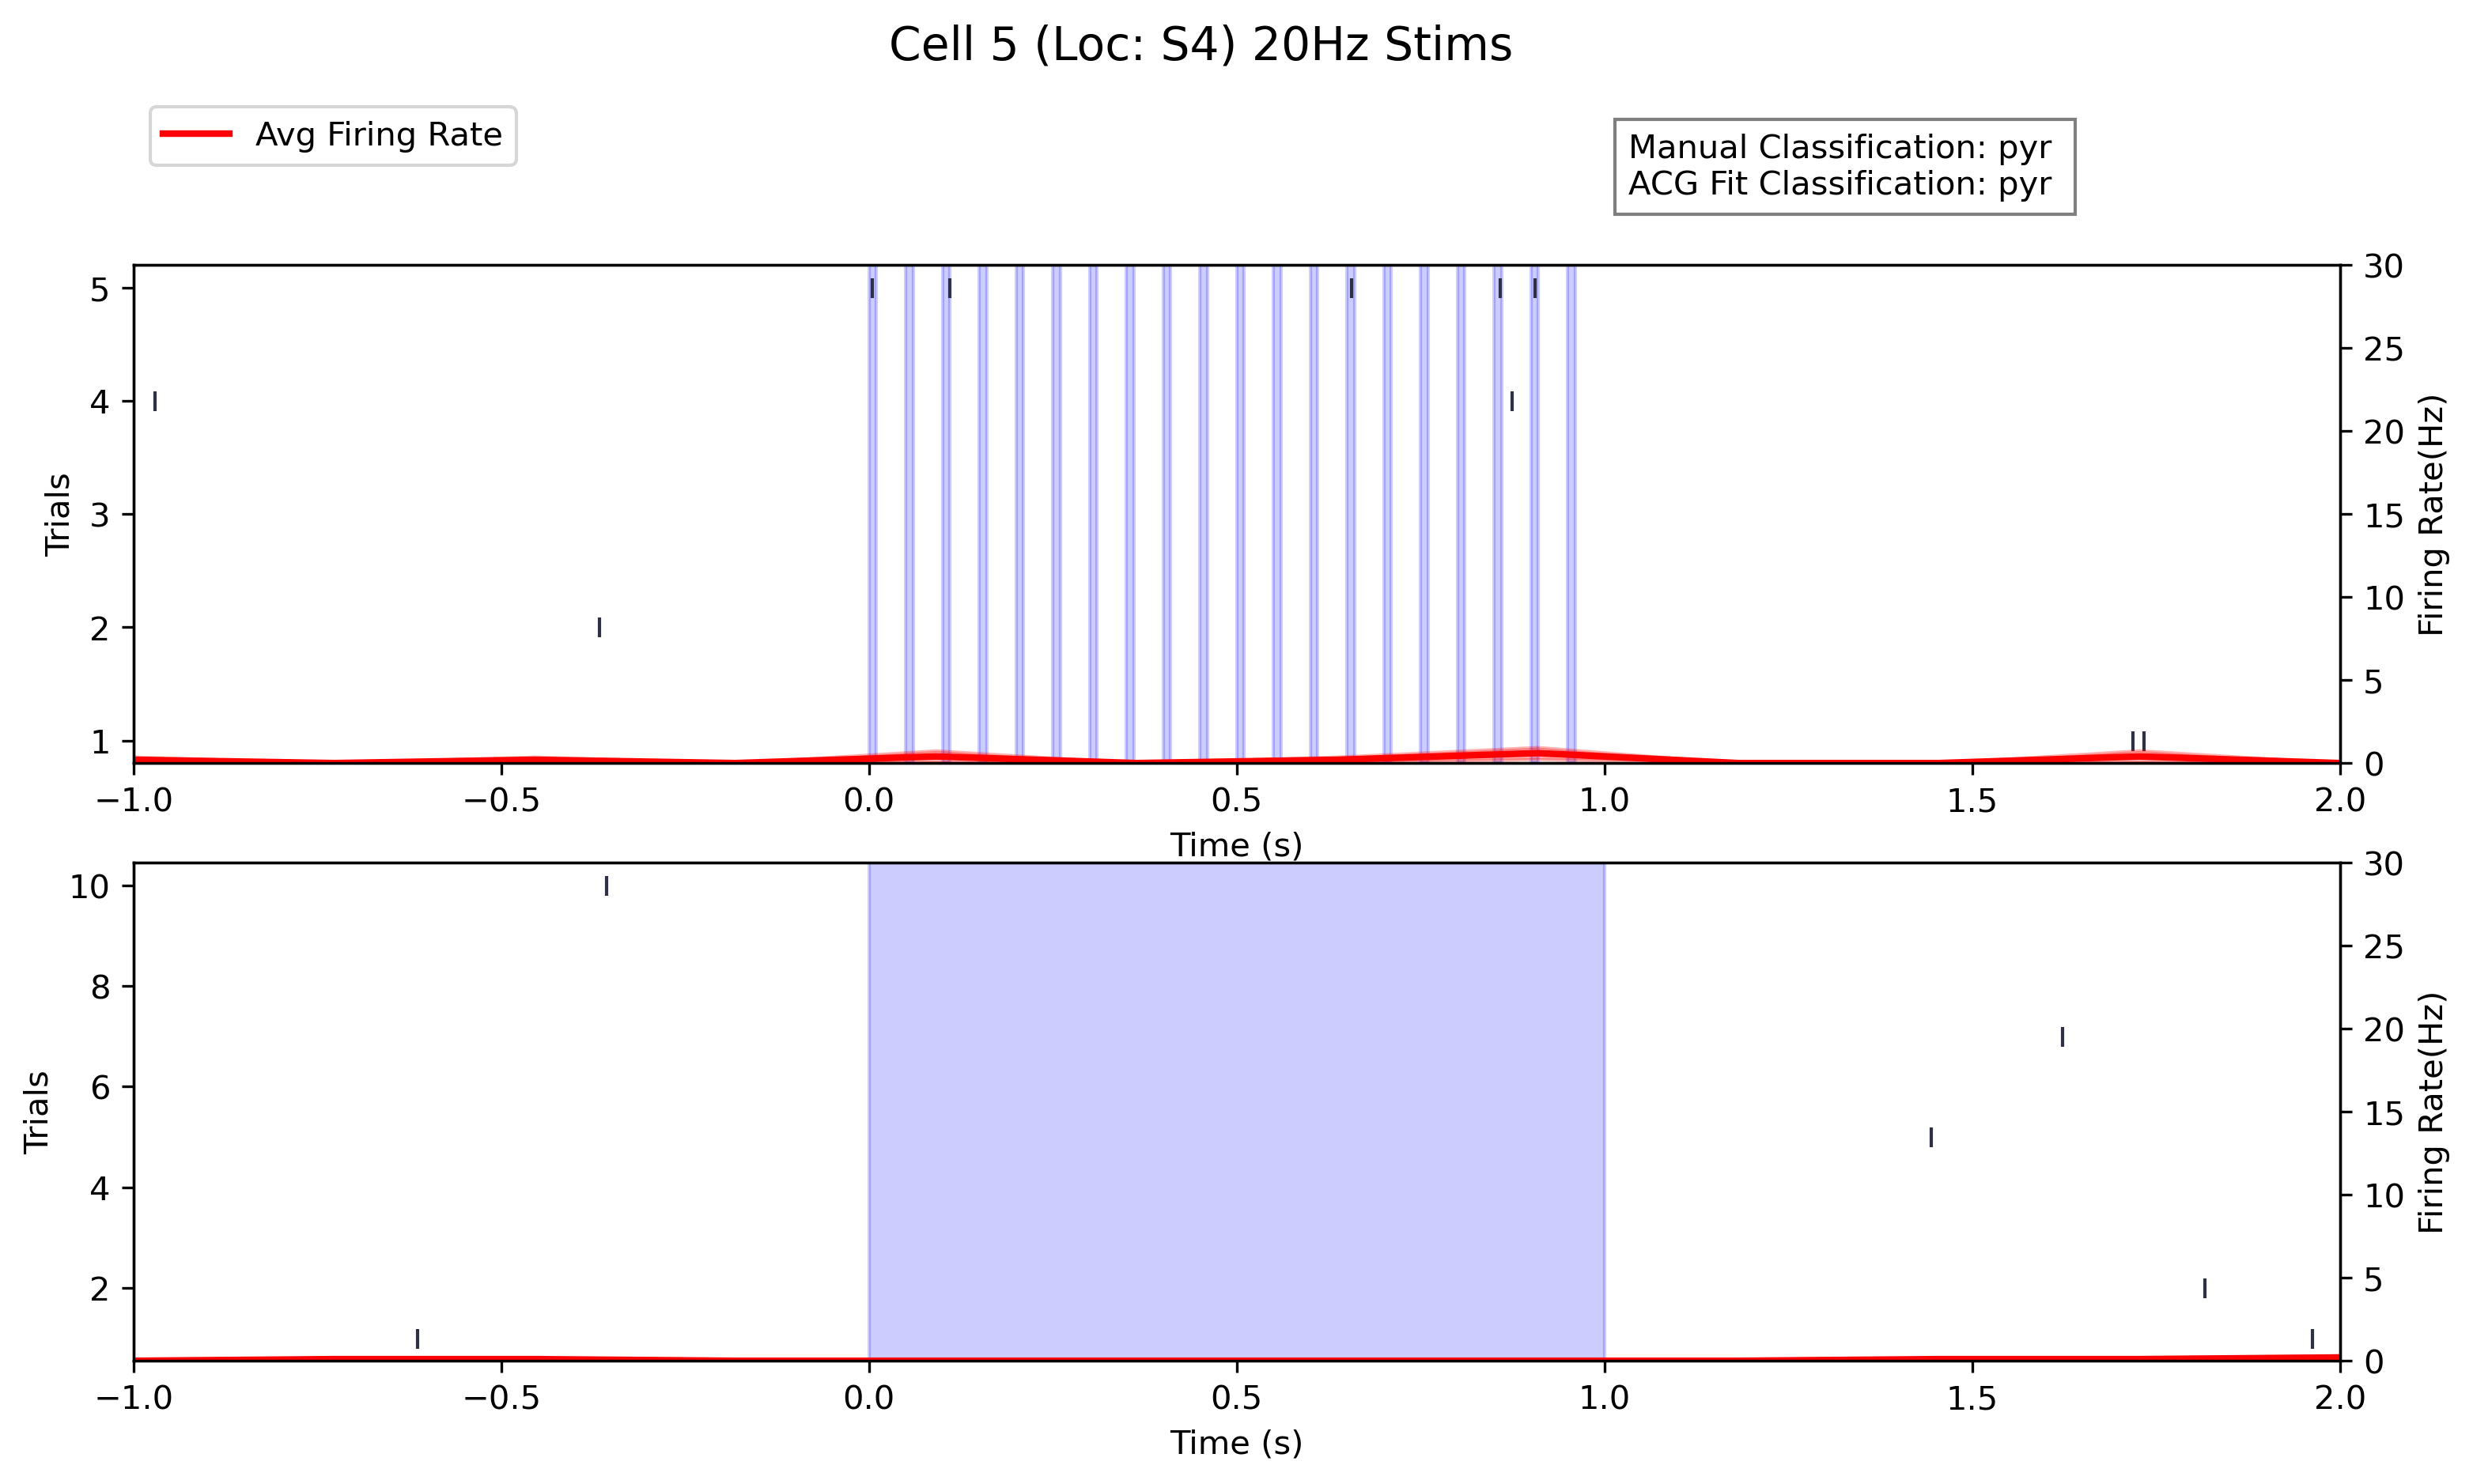 Cell 5 (Loc: S4) 20Hz Stims
Avg Firing Rate
Manual Classification: pyr
ACG Fit Classification: pyr
5
4
3
2
1
Trials
30
25
20
15
10
5
0
Firing Rate(Hz)
−1.0 −0.5 0.0 0.5 1.0 1.5 2.0
Time (s)
10
8
6
4
2
Trials
30
25
20
15
10
5
0
Firing Rate(Hz)
−1.0 −0.5 0.0 0.5 1.0 1.5 2.0
Time (s)